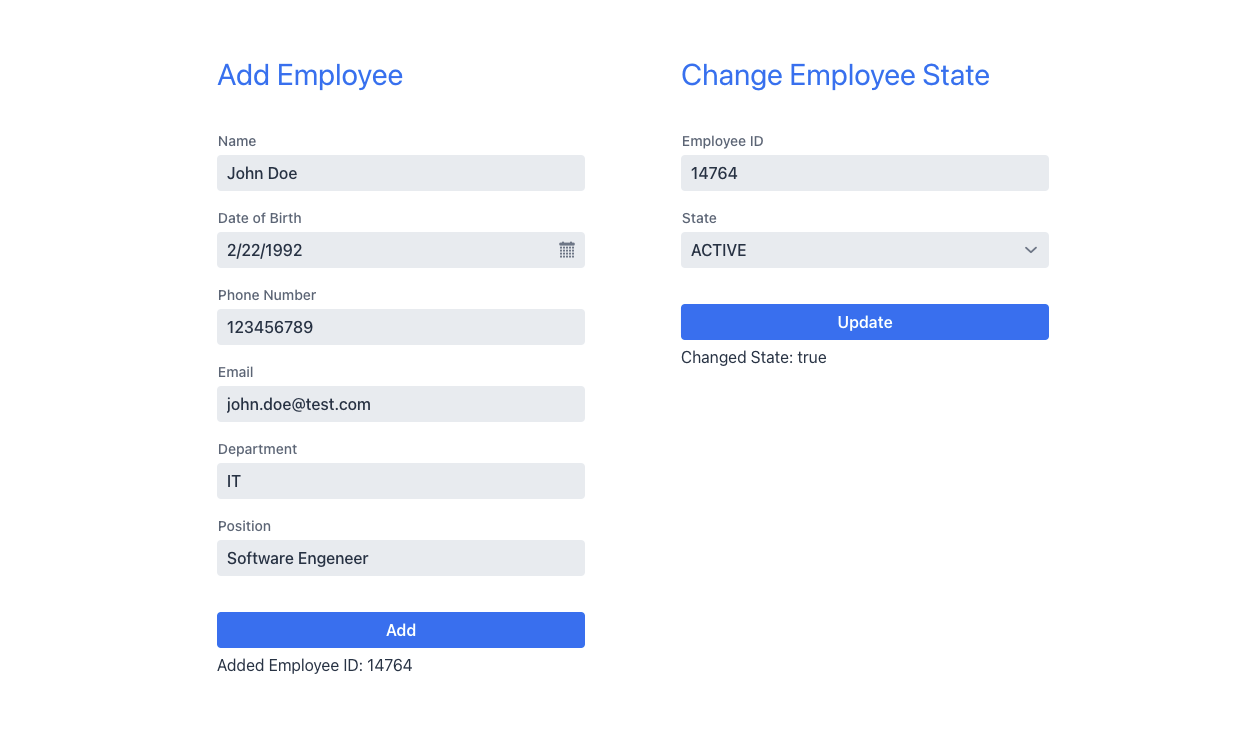 Add Employee
Name
John Doe
Date of Birth
2/22/1992
Phone Number
123456789
Email
john.doe@test.com
Department
IT
Position
Software Engeneer
Add
Added Employee ID: 14764
Change Employee State
Employee ID
14764
State
ACTIVE
Update
Changed State: true